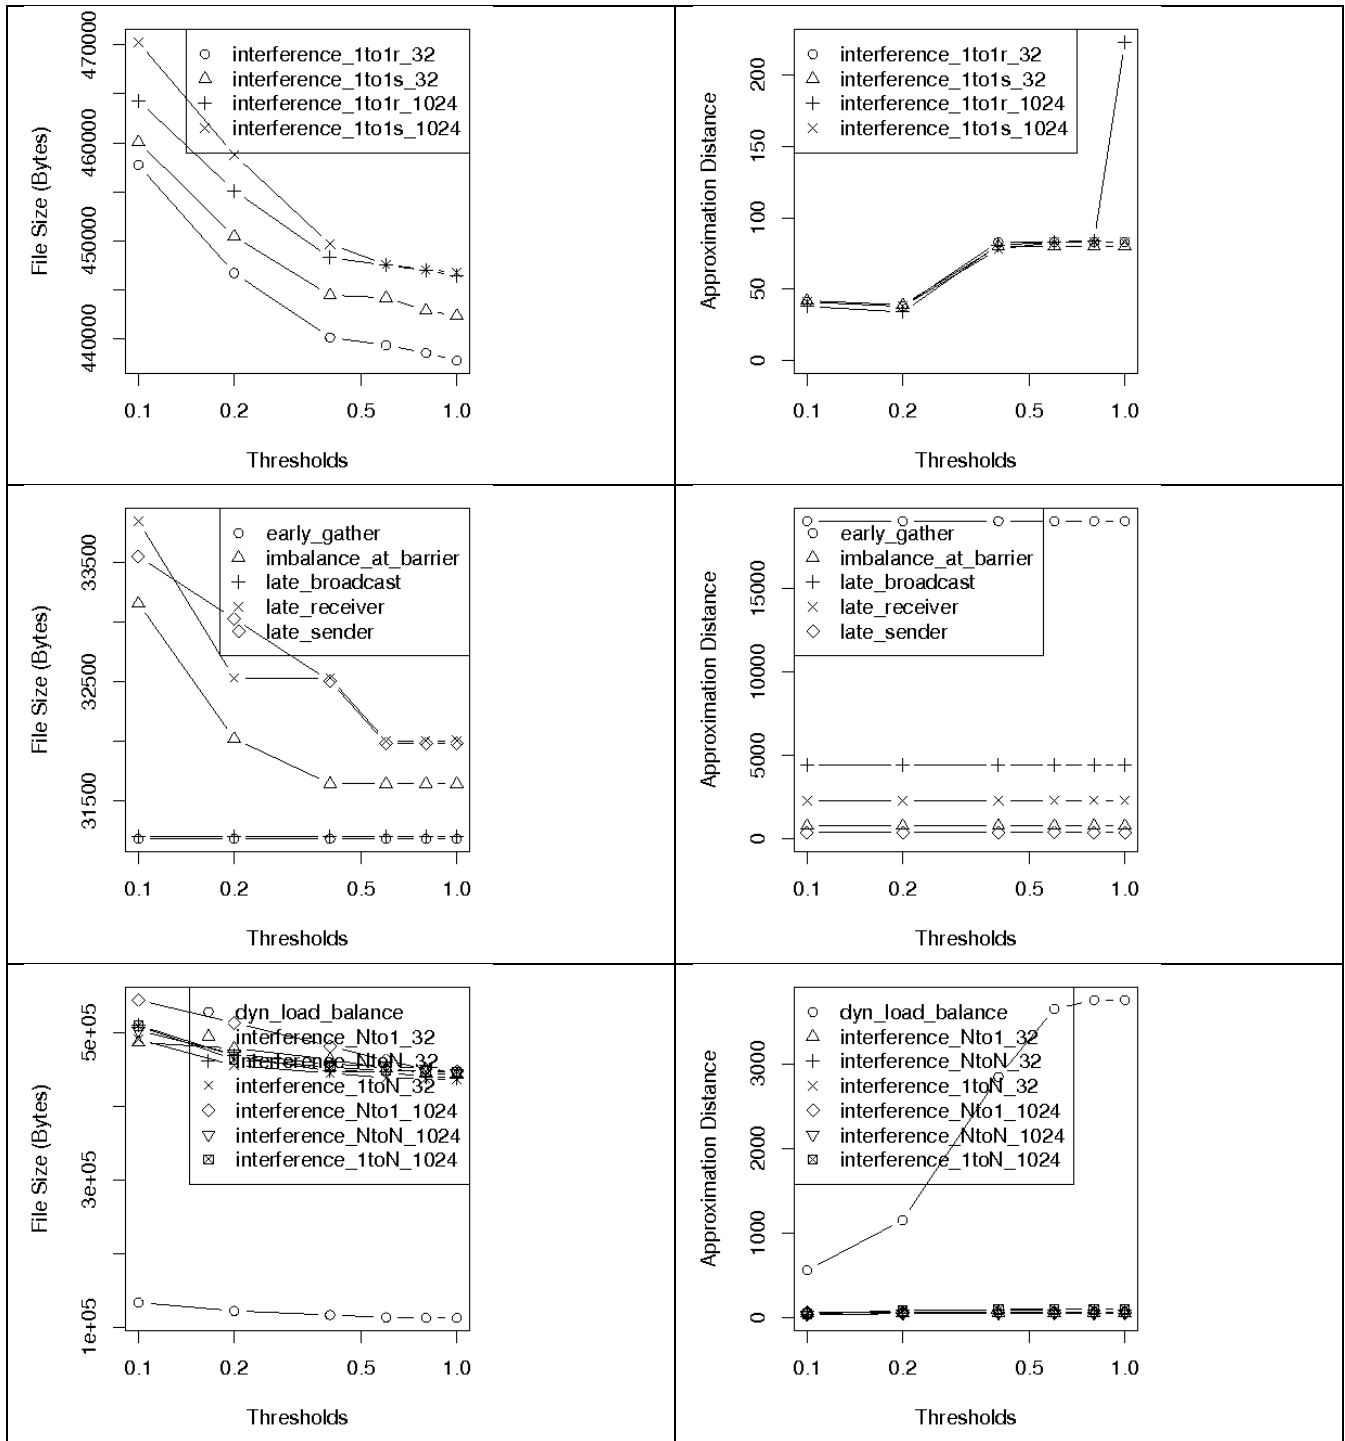 File Size (Bytes)
470000
460000
450000
440000
interference_1to1r_32
interference_1to1s_32
interference_1to1r_1024
interference_1to1s_1024
0.1 0.2 0.5 1.0
Thresholds
Approximation Distance
200
150
100
50
0
interference_1to1r_32
interference_1to1s_32
interference_1to1r_1024
interference_1to1s_1024
0.1 0.2 0.5 1.0
Thresholds
File Size (Bytes)
33500
32500
31500
early_gather
imbalance_at_barrier
late_broadcast
late_receiver
late_sender
0.1 0.2 0.5 1.0
Thresholds
Approximation Distance
15000
10000
5000
0
early_gather
imbalance_at_barrier
late_broadcast
late_receiver
late_sender
0.1 0.2 0.5 1.0
Thresholds
File Size (Bytes)
5e+05
3e+05
1e+05
dyn_load_balance
interference_Nto1_32
interference_NtoN_32
interference_1toN_32
interference_Nto1_1024
interference_NtoN_1024
interference_1toN_1024
0.1 0.2 0.5 1.0
Thresholds
Approximation Distance
3000
2000
1000
0
dyn_load_balance
interference_Nto1_32
interference_NtoN_32
interference_1toN_32
interference_Nto1_1024
interference_NtoN_1024
interference_1toN_1024
0.1 0.2 0.5 1.0
Thresholds